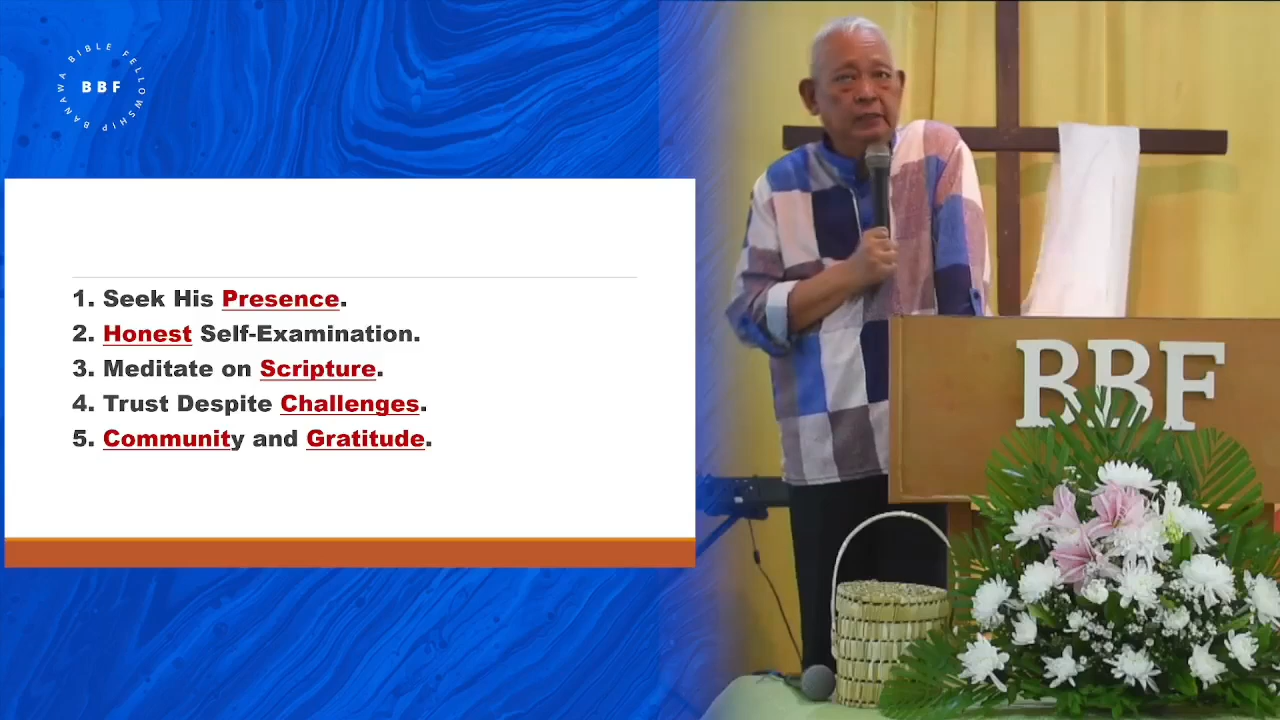 BANAWA BIBLE FELLOWSHIP
BBF
1. Seek His Presence.
2. Honest Self-Examination.
3. Meditate on Scripture.
4. Trust Despite Challenges.
5. Community and Gratitude.
BBF